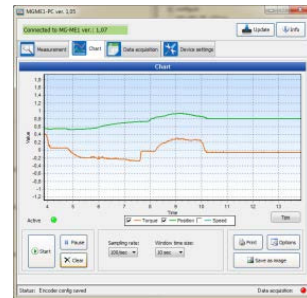 MGME1-PC ver. 1,05
Connected to MG-ME1 ver.: 1,07
Update
Info
Measurement
Chart
Data acquisition
Device settings
Chart
1,8
1,6
1,4
1,2
1
0,8
0,6
0,4
0,2
0
-0,2
-0,4
-0,6
-0,8
-1
-1,2
Value
4 5 6 7 8 9 10 11 12 13
Time
Active
Torque Position Speed
Tips
Start
Pause
Clear
Sampling rate:
Window time size:
10 sec
Print
Options
Save as image
Status: Encoder config saved
Data acquisition